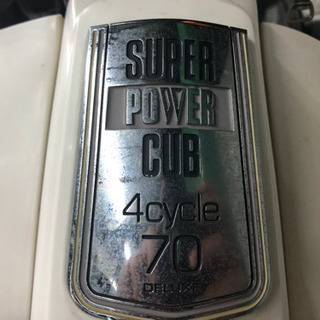 SUPER
POWER
CUB
4cycle
70
DELUXE